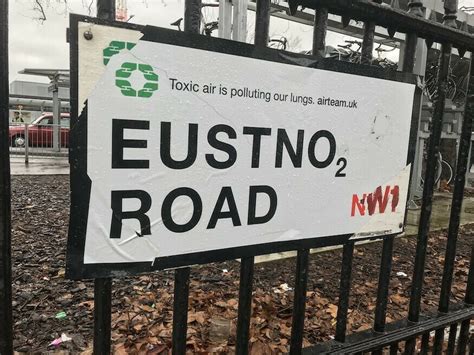 Toxic air is polluting our lungs. airteam.uk
EUSTNO₂
ROAD NW1